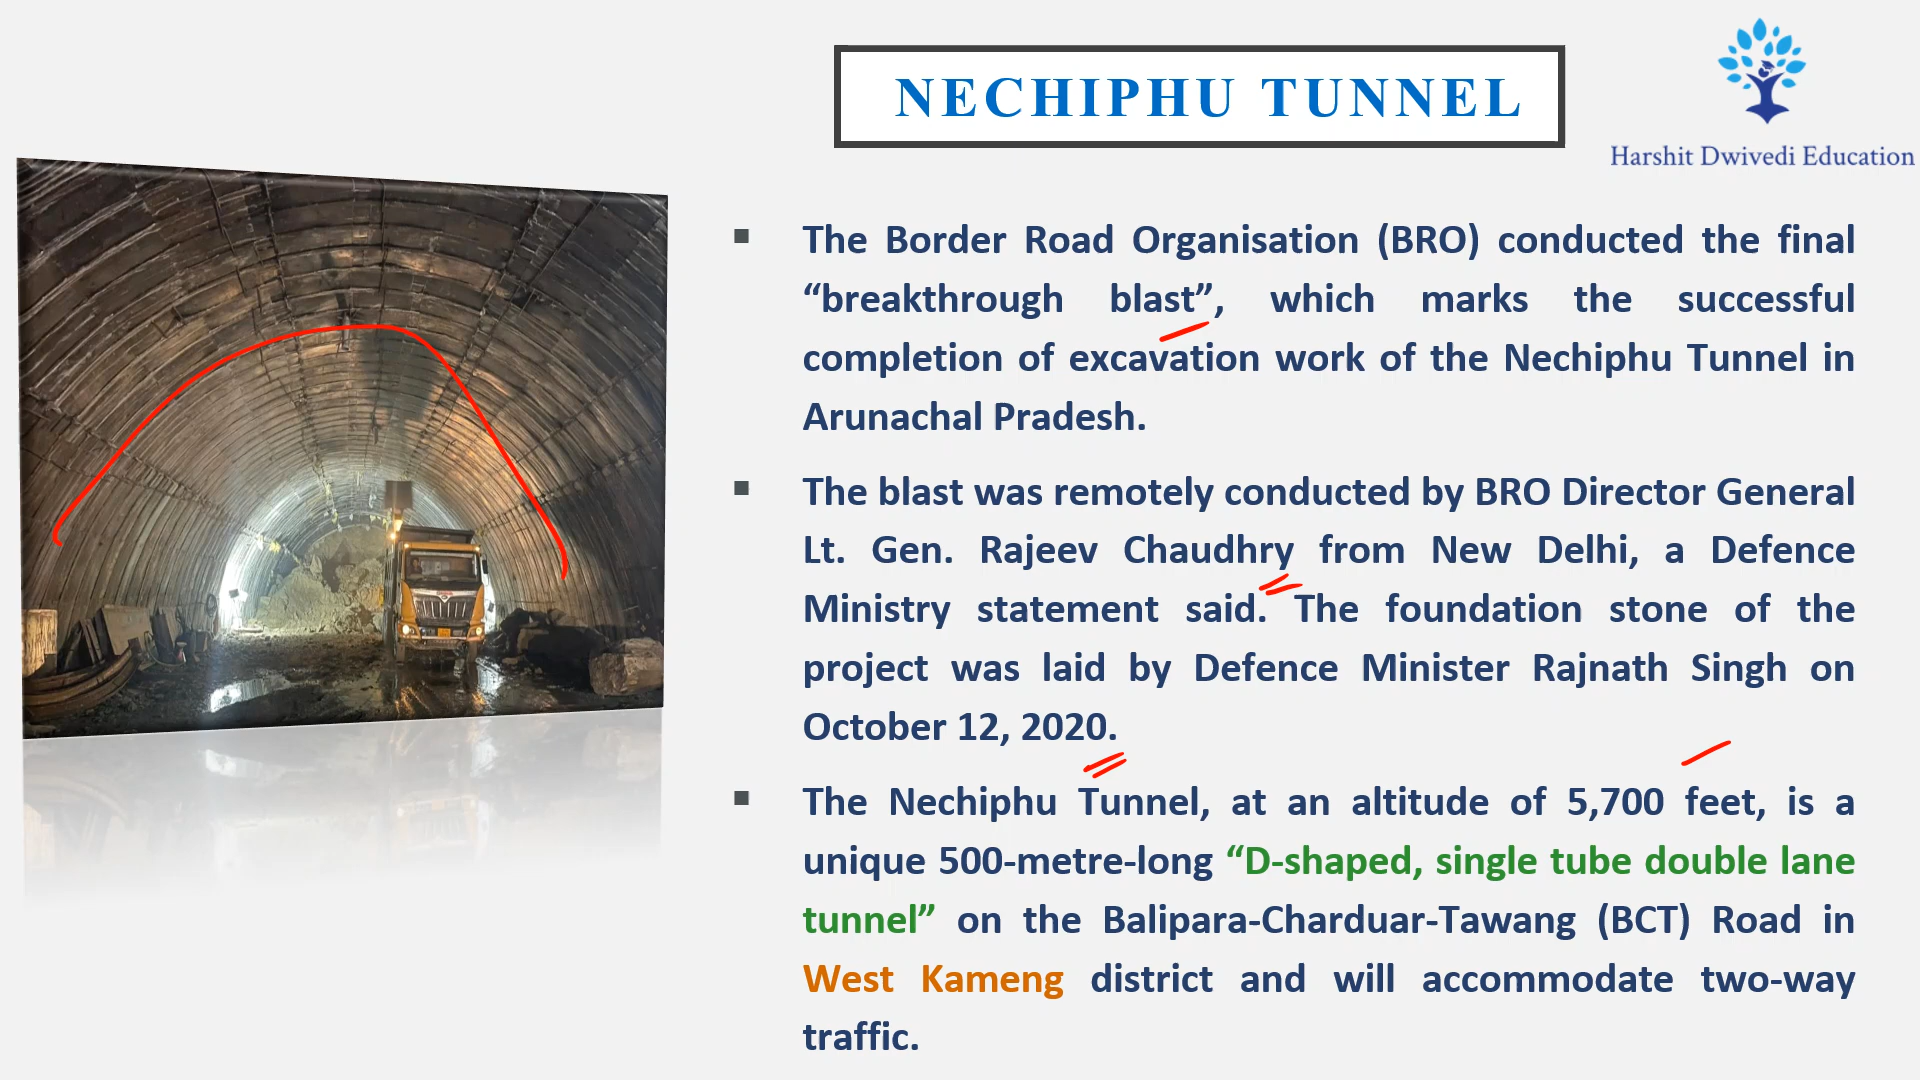 NECHIPHU TUNNEL
Harshit Dwivedi Education
▪ The Border Road Organisation (BRO) conducted the final
“breakthrough blast”, which marks the successful
completion of excavation work of the Nechiphu Tunnel in
Arunachal Pradesh.
▪ The blast was remotely conducted by BRO Director General
Lt. Gen. Rajeev Chaudhry from New Delhi, a Defence
Ministry statement said. The foundation stone of the
project was laid by Defence Minister Rajnath Singh on
October 12, 2020.
▪ The Nechiphu Tunnel, at an altitude of 5,700 feet, is a
unique 500-metre-long “D-shaped, single tube double lane
tunnel” on the Balipara-Charduar-Tawang (BCT) Road in
West Kameng district and will accommodate two-way
traffic.